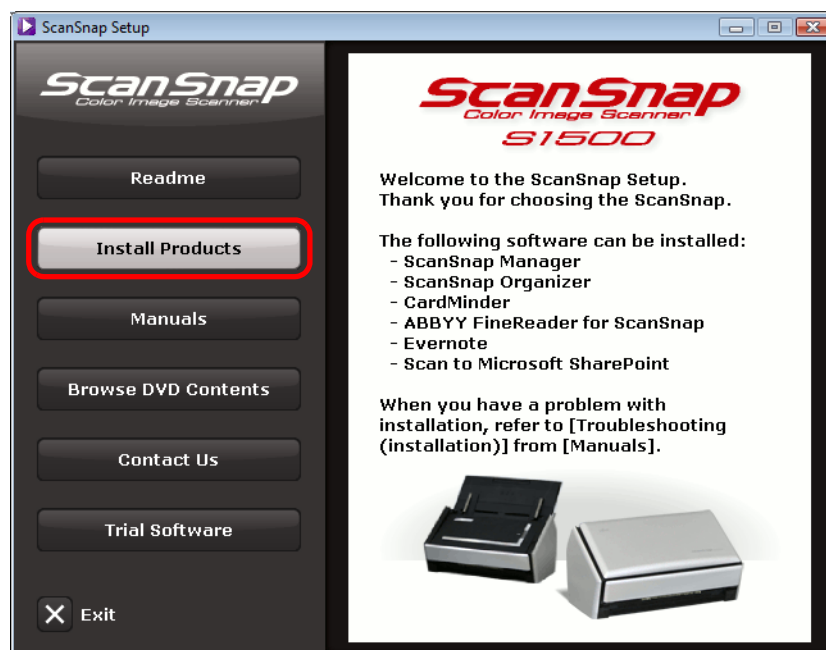 ScanSnap Setup
ScanSnap
Color Image Scanner
Readme
Install Products
Manuals
Browse DVD Contents
Contact Us
Trial Software
Exit
ScanSnap
Color Image Scanner
S1500
Welcome to the ScanSnap Setup.
Thank you for choosing the ScanSnap.
The following software can be installed:
- ScanSnap Manager
- ScanSnap Organizer
- CardMinder
- ABBYY FineReader for ScanSnap
- Evernote
- Scan to Microsoft SharePoint
When you have a problem with
installation, refer to [Troubleshooting
(installation)] from [Manuals].